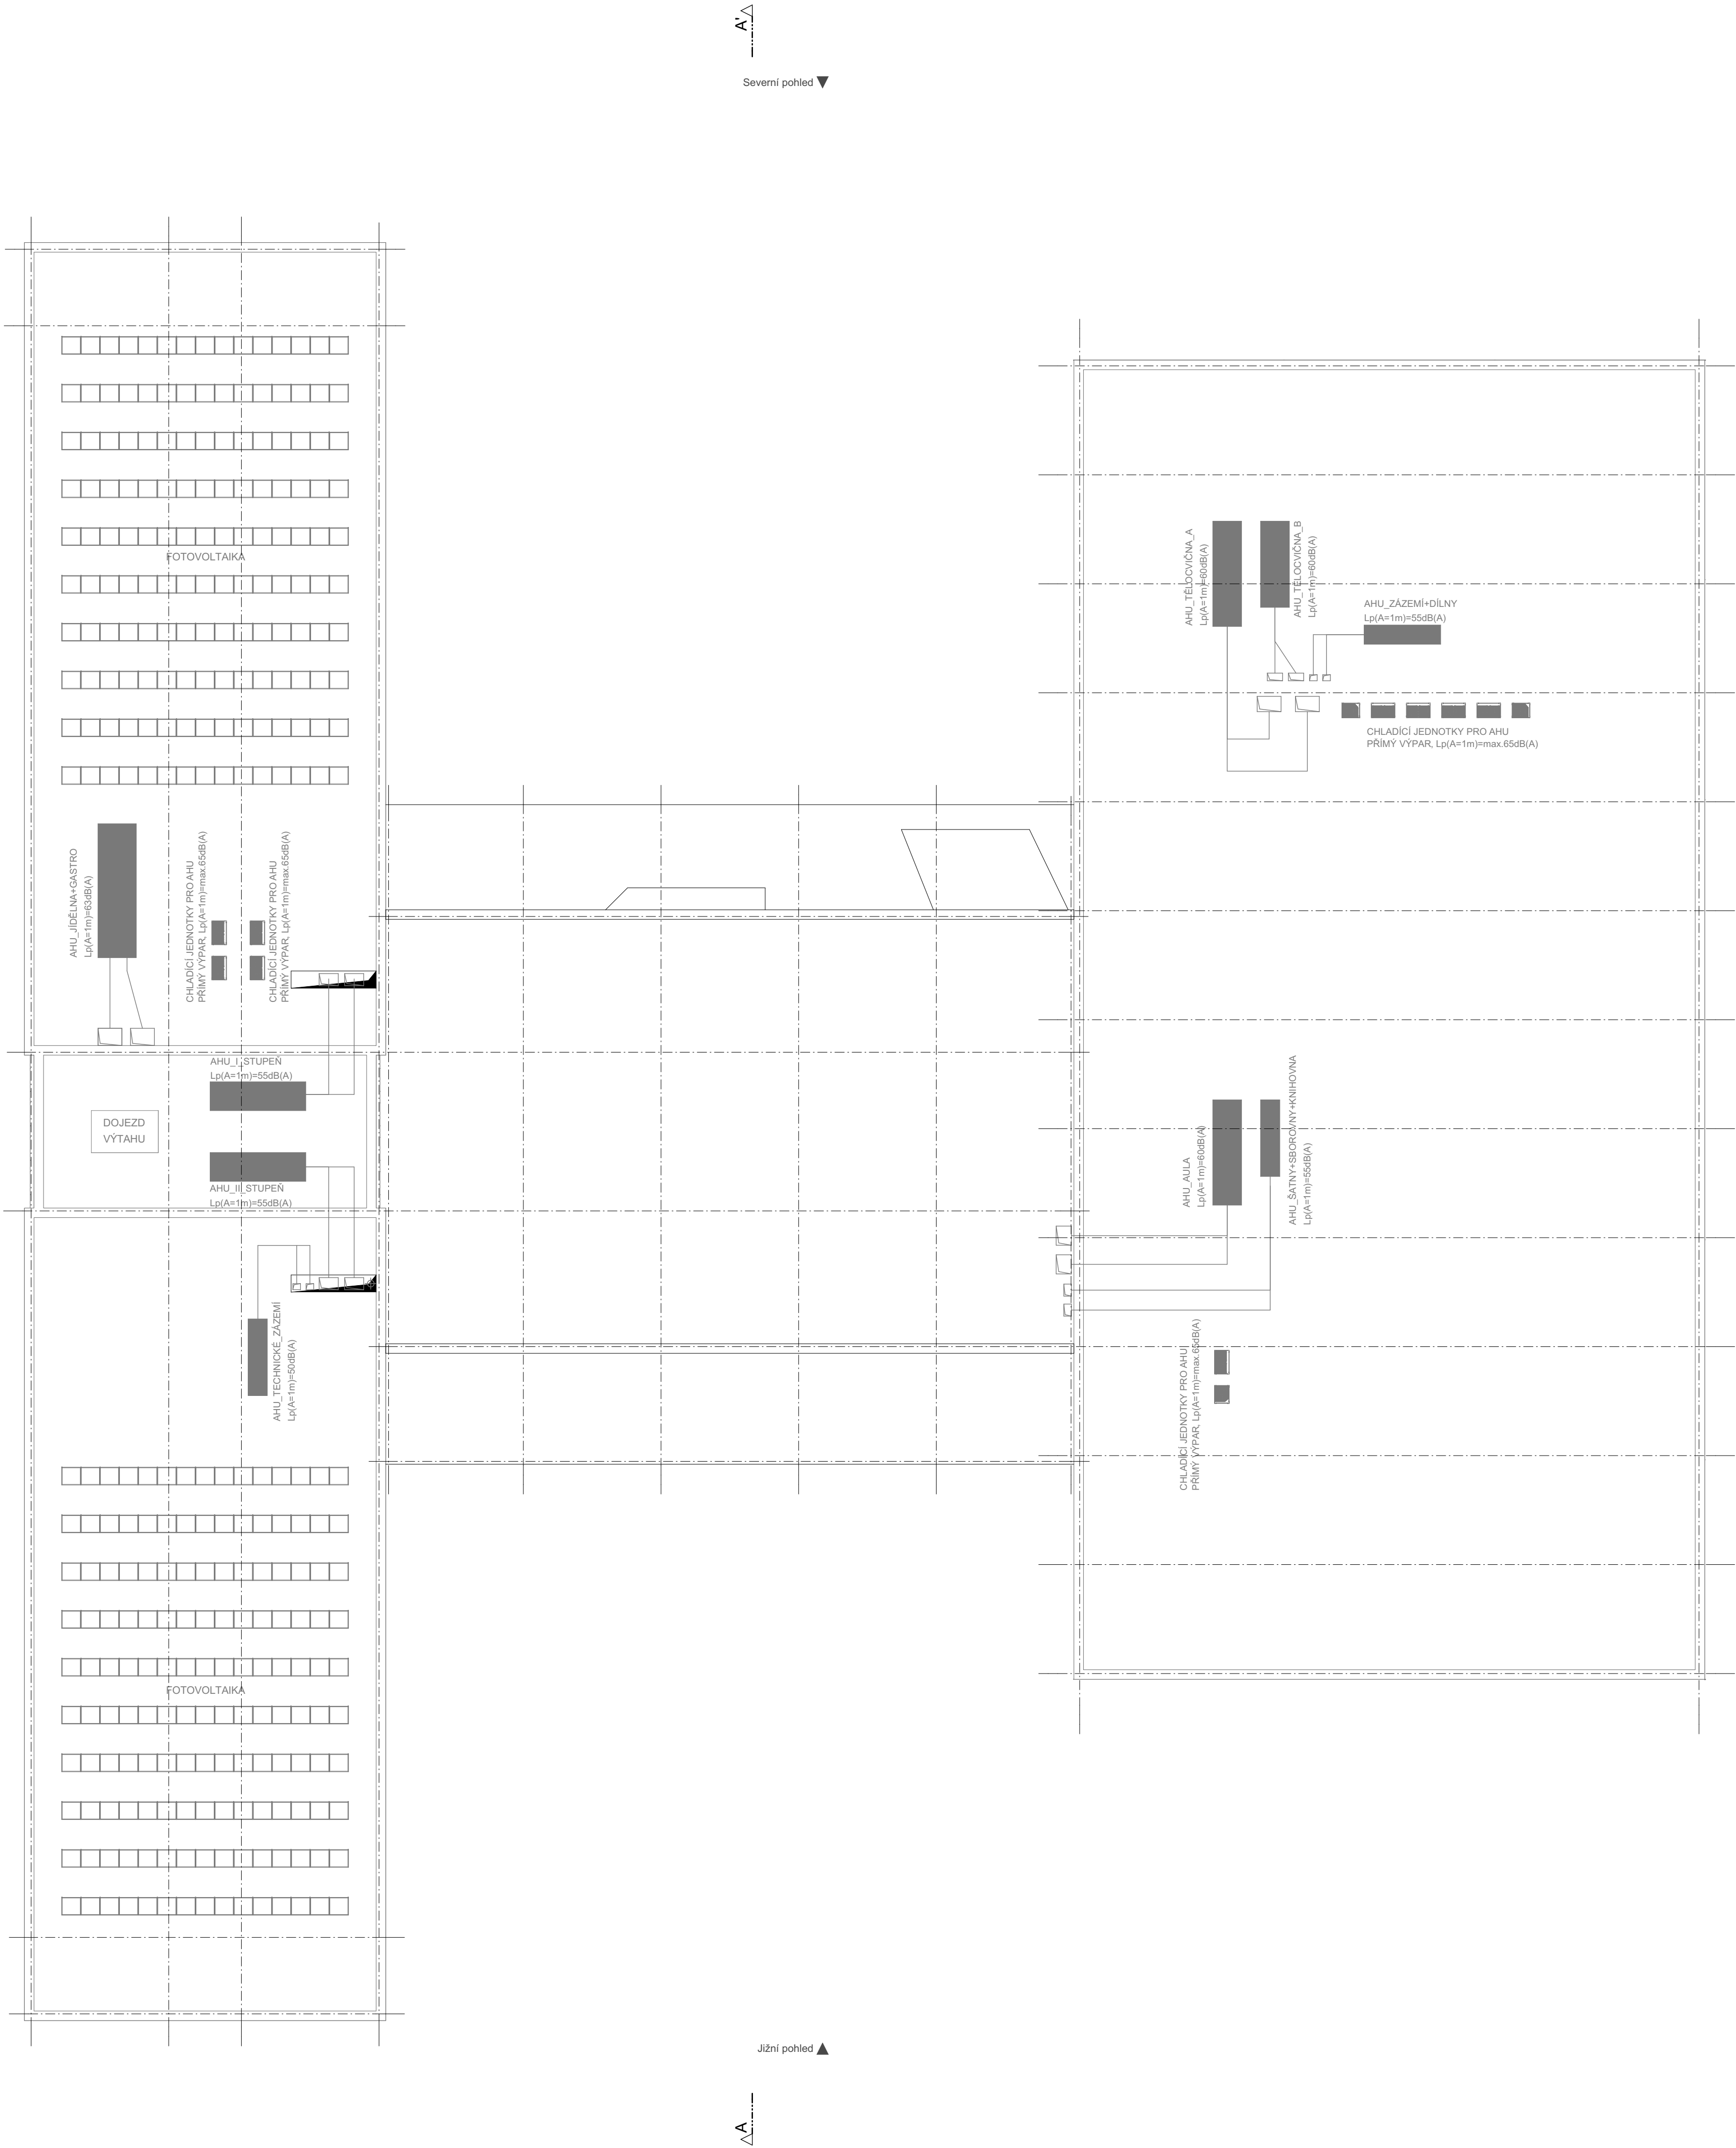 A'
Severní pohled
FOTOVOLTAIKA
AHU_TĚLOCVIČNA_A
Lp(A=1m)=60dB(A)
AHU_TĚLOCVIČNA_B
Lp(A=1m)=60dB(A)
AHU_ZÁZEMÍ+DÍLNY
Lp(A=1m)=55dB(A)
CHLADÍCÍ JEDNOTKY PRO AHU
PŘÍMÝ VÝPAR, Lp(A=1m)=max.65dB(A)
AHU_JÍDĚLNA+GASTRO
Lp(A=1m)=63dB(A)
CHLADÍCÍ JEDNOTKY PRO AHU
PŘÍMÝ VÝPAR, Lp(A=1m)=max.65dB(A)
CHLADÍCÍ JEDNOTKY PRO AHU
PŘÍMÝ VÝPAR, Lp(A=1m)=max.65dB(A)
AHU_I_STUPEŇ
Lp(A=1m)=55dB(A)
DOJEZD
VÝTAHU
AHU_II_STUPEŇ
Lp(A=1m)=55dB(A)
AHU_AULA
Lp(A=1m)=60dB(A)
AHU_ŠATNY+SBOROVNY+KNIHOVNA
Lp(A=1m)=55dB(A)
AHU_TECHNICKÉ_ZÁZEMÍ
Lp(A=1m)=50dB(A)
CHLADÍCÍ JEDNOTKY PRO AHU
PŘÍMÝ VÝPAR, Lp(A=1m)=max.65dB(A)
FOTOVOLTAIKA
Jižní pohled
A